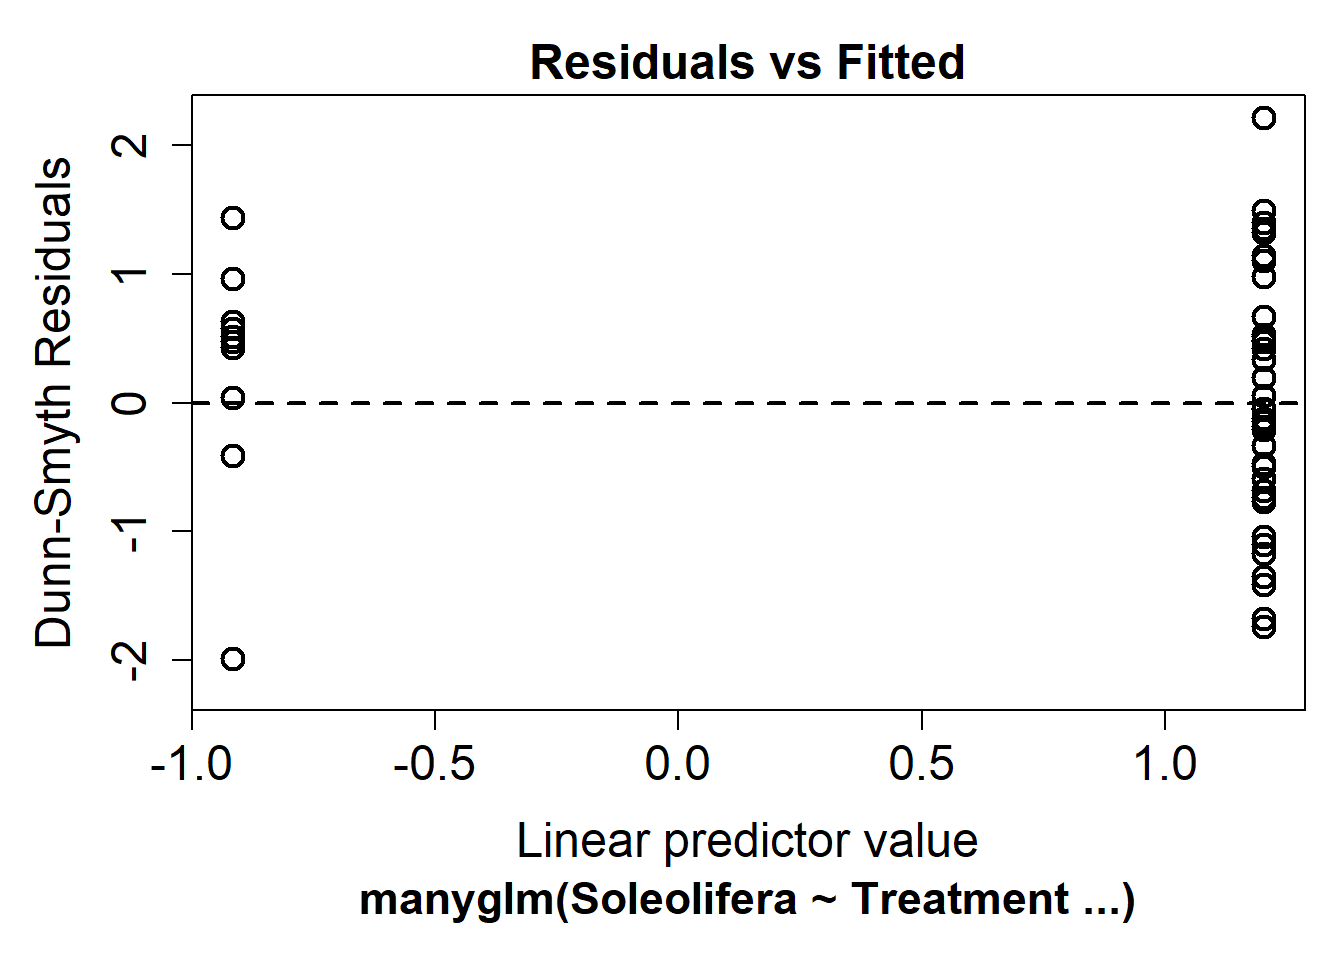 Residuals vs Fitted
Dunn-Smyth Residuals
2
1
0
-1
-2
-1.0 -0.5 0.0 0.5 1.0
Linear predictor value
manyglm(Soleolifera ~ Treatment ...)